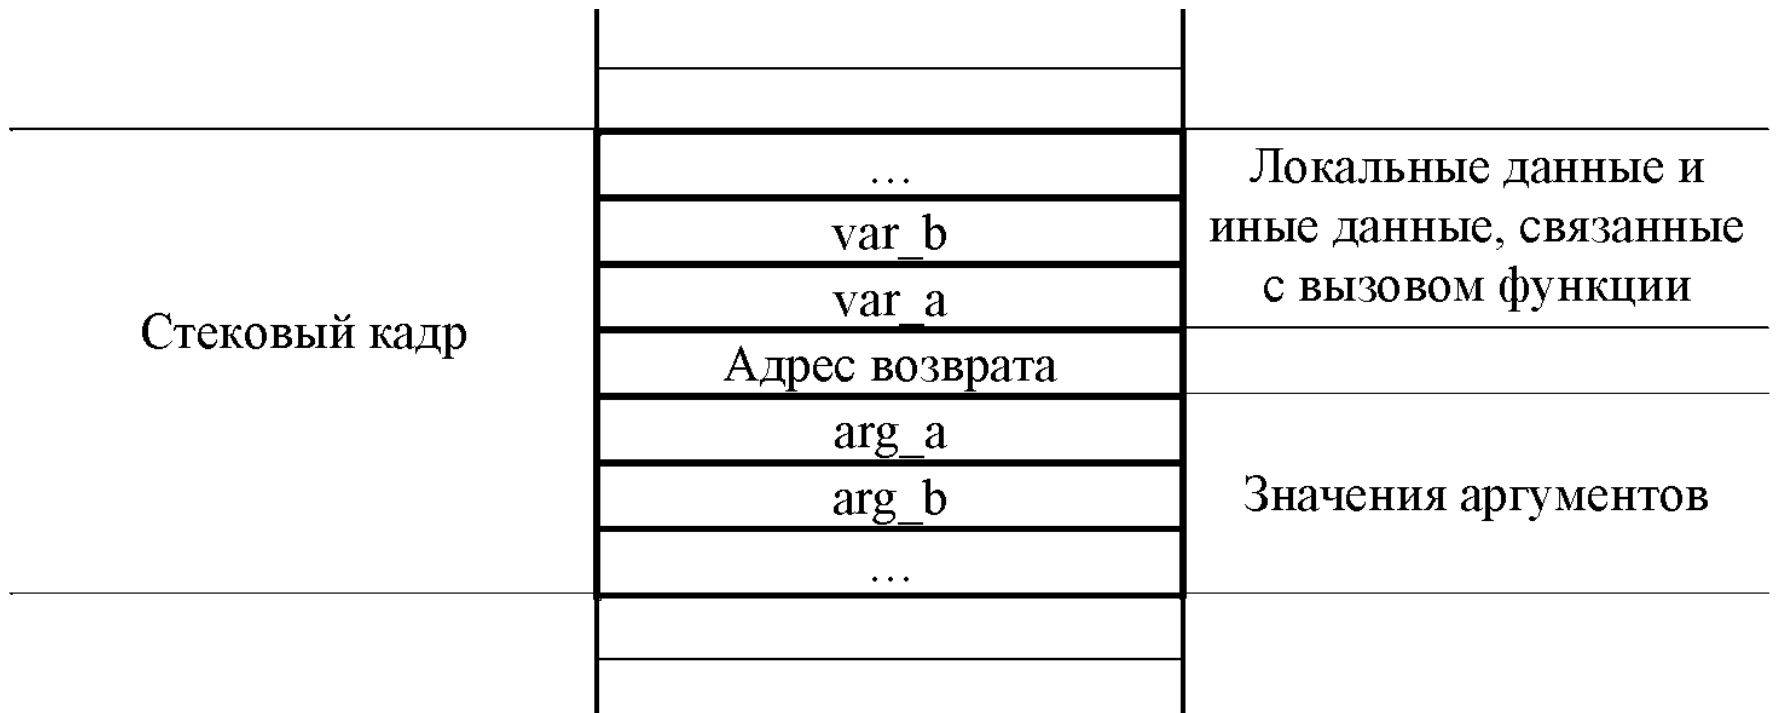 Стековый кадр
…
var_b
var_a
Адрес возврата
arg_a
arg_b
…
Локальные данные и
иные данные, связанные
с вызовом функции
Значения аргументов